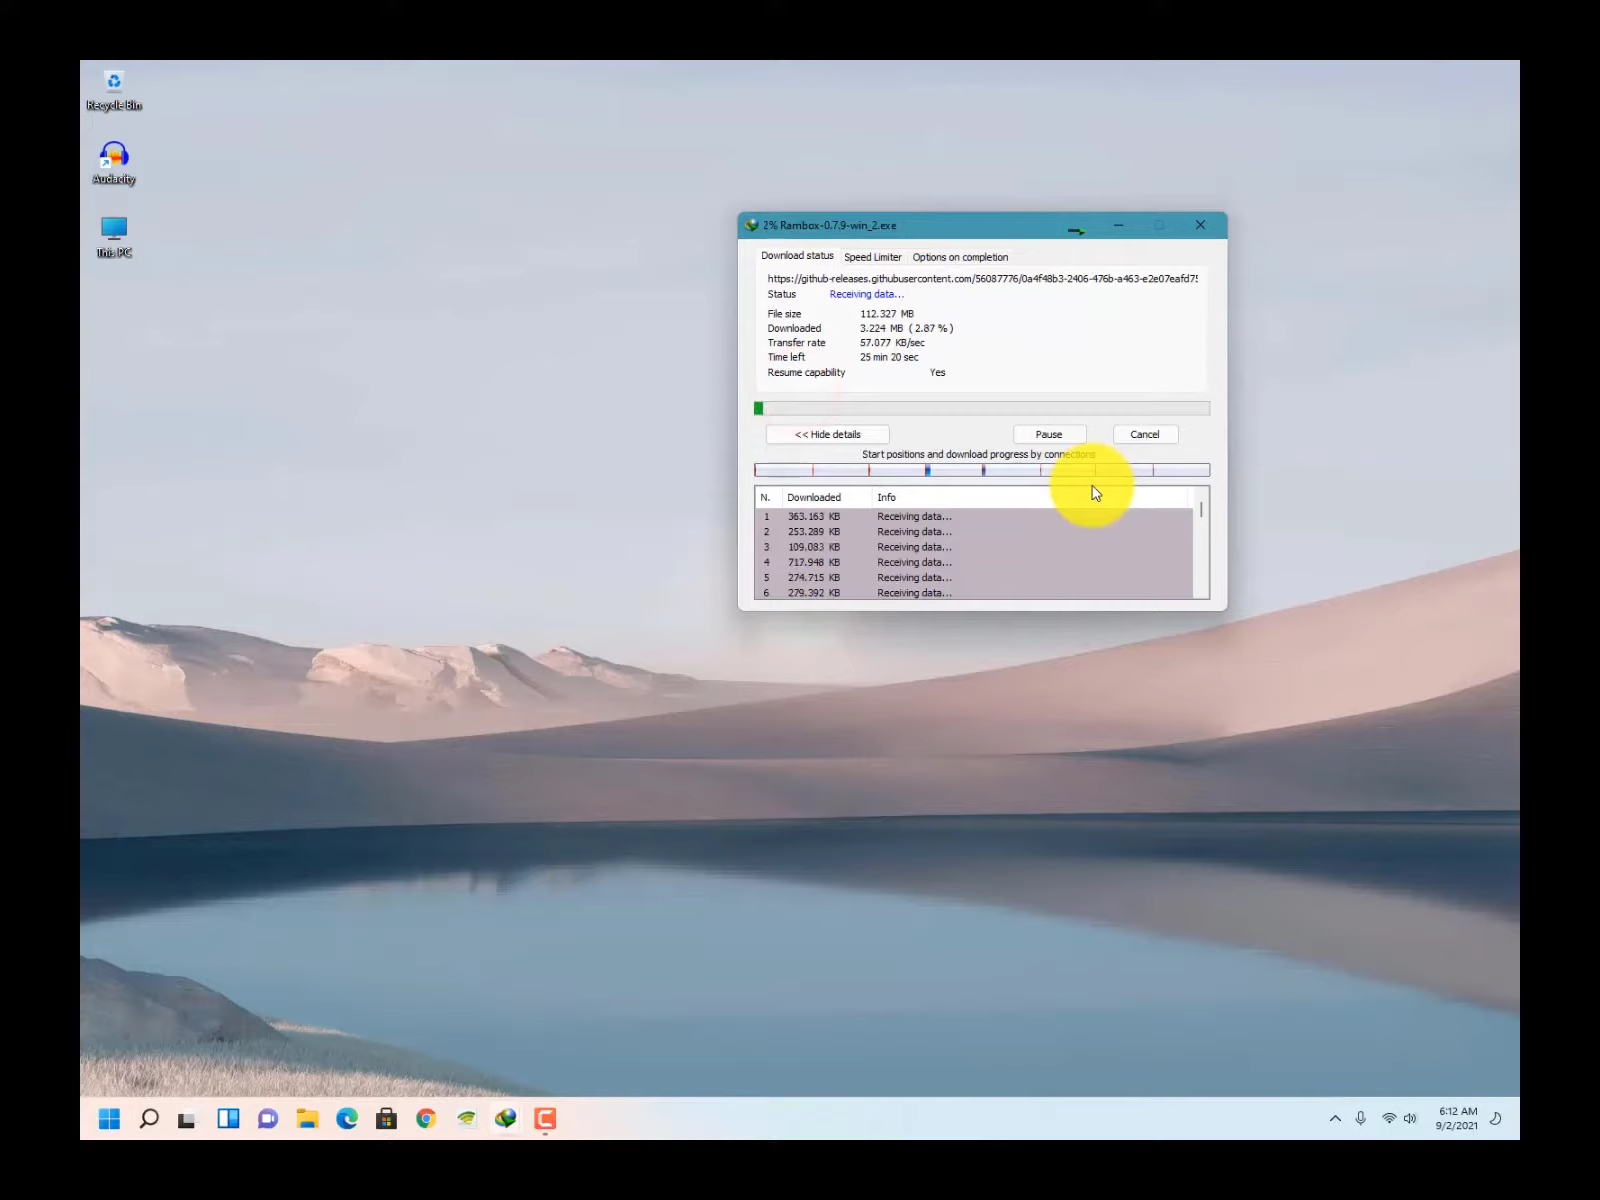 Recycle Bin
Audacity
This PC
2% Rambox-0.7.9-win_2.exe
Download status Speed Limiter Options on completion
https://github-releases.githubusercontent.com/56087776/0a4f48b3-2406-476b-a463-e2e07eafd75
Status Receiving data...
File size 112.327 MB
Downloaded 3.224 MB ( 2.87 % )
Transfer rate 57.077 KB/sec
Time left 25 min 20 sec
Resume capability Yes
<< Hide details Pause Cancel
Start positions and download progress by connections
N. Downloaded Info
1 363.163 KB Receiving data...
2 253.289 KB Receiving data...
3 109.083 KB Receiving data...
4 717.948 KB Receiving data...
5 274.715 KB Receiving data...
6 279.392 KB Receiving data...
6:12 AM
9/2/2021